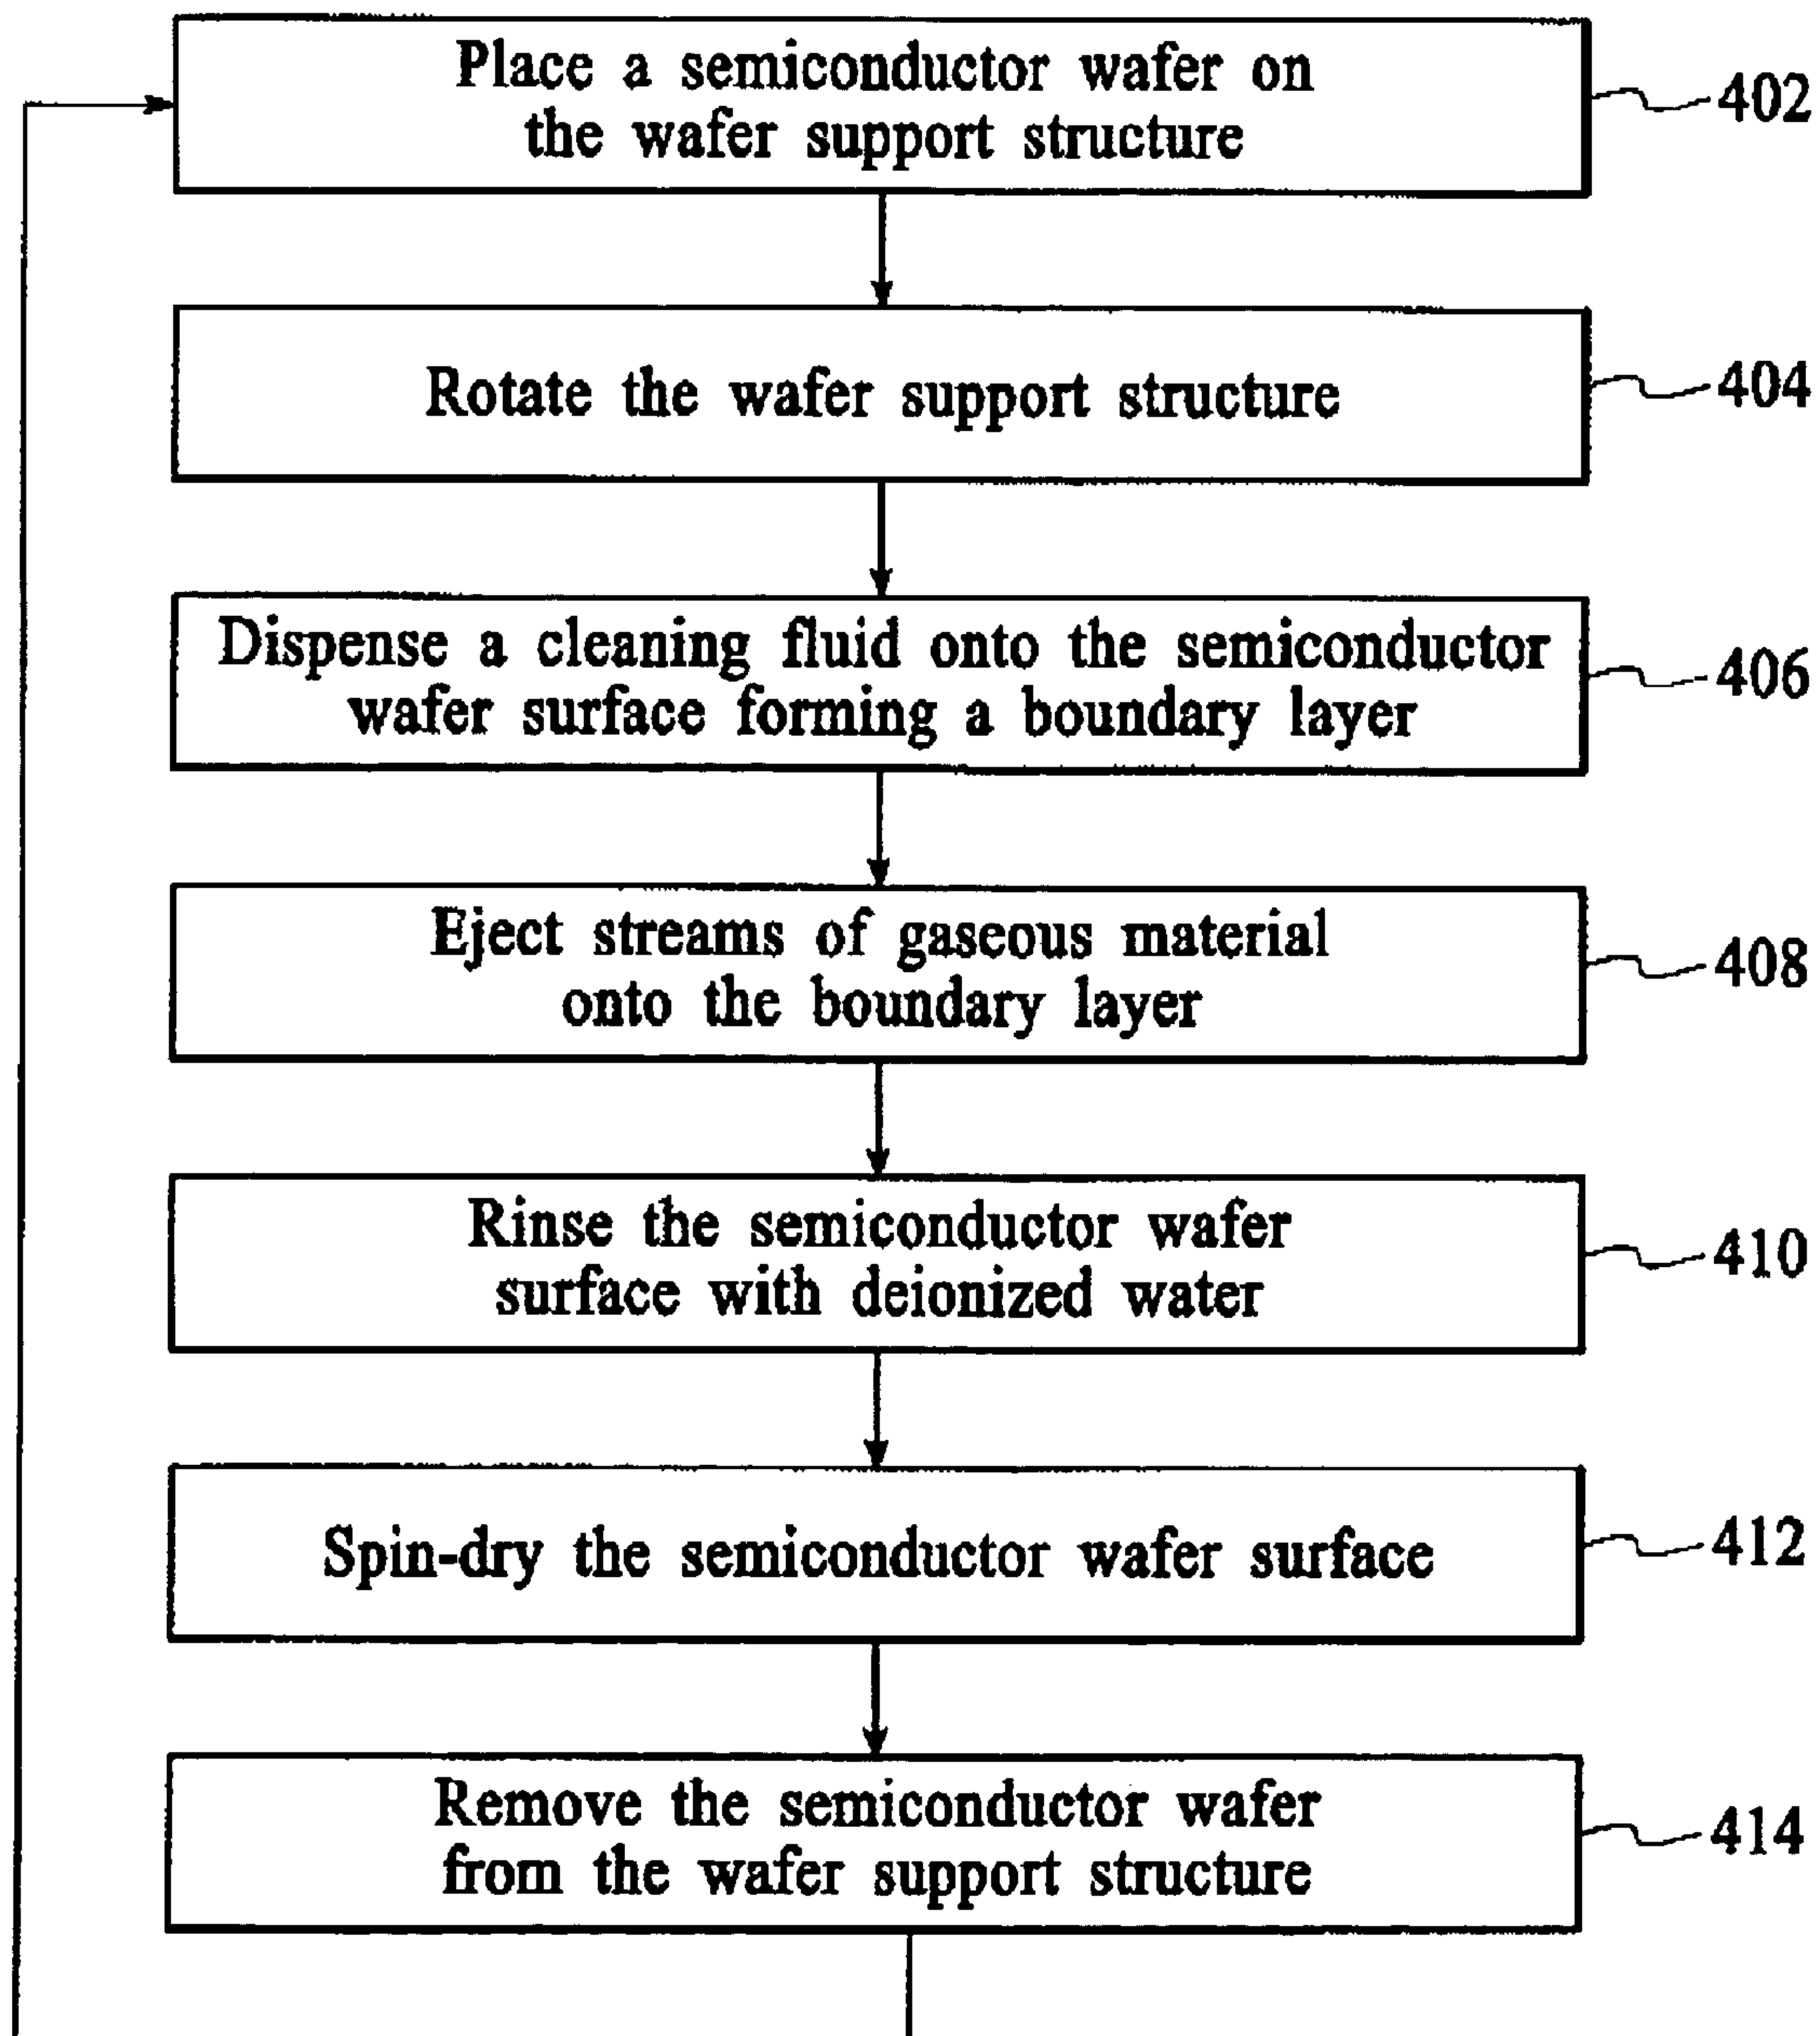 Place a semiconductor wafer on
the wafer support structure
402
Rotate the wafer support structure
404
Dispense a cleaning fluid onto the semiconductor
wafer surface forming a boundary layer
406
Eject streams of gaseous material
onto the boundary layer
408
Rinse the semiconductor wafer
surface with deionized water
410
Spin-dry the semiconductor wafer surface
412
Remove the semiconductor wafer
from the wafer support structure
414